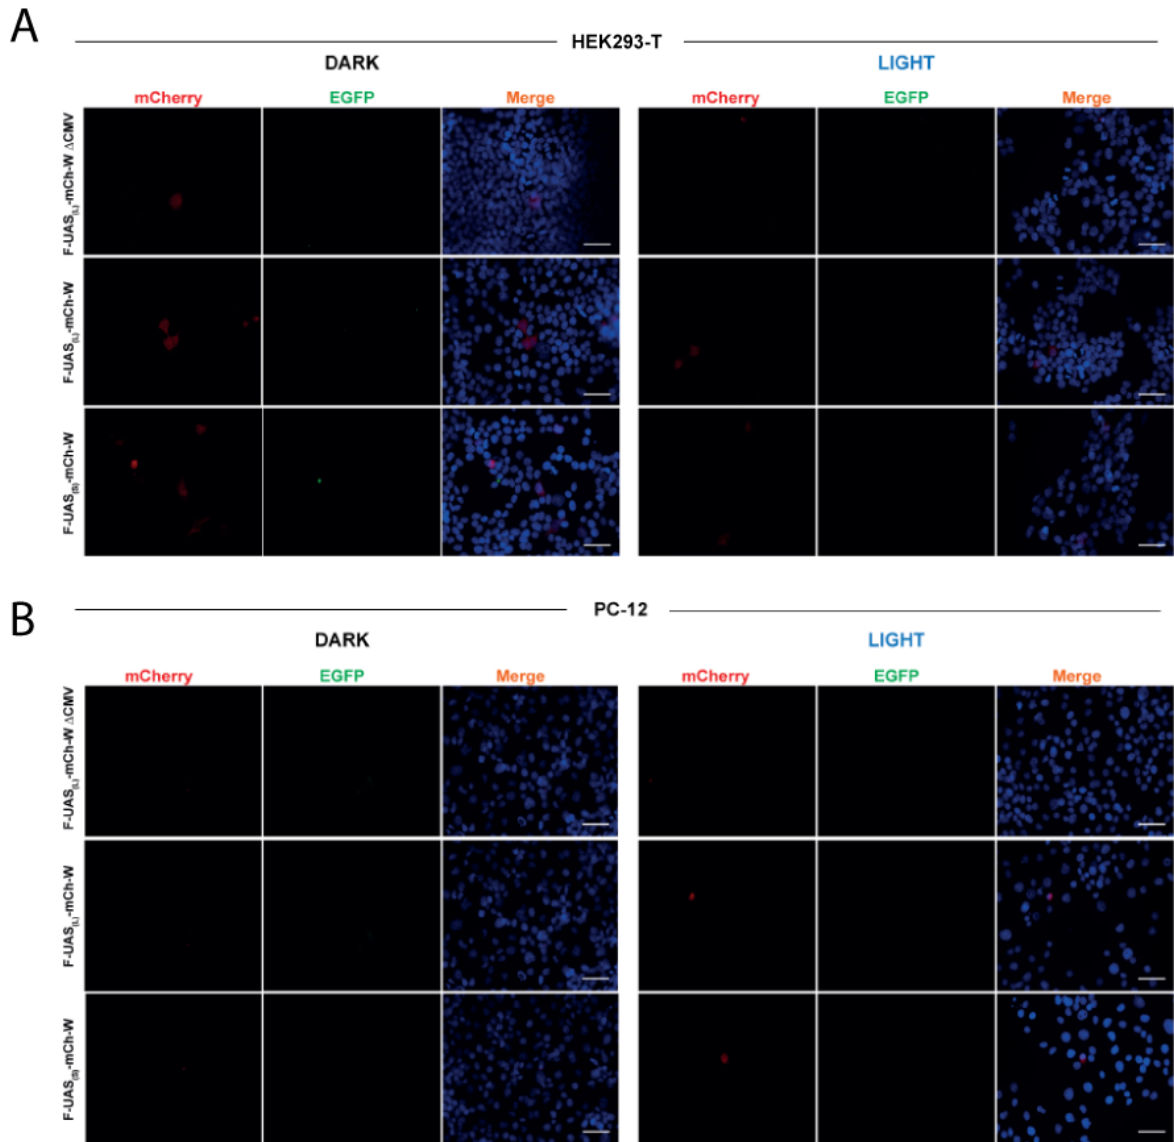 A
HEK293-T
DARK
LIGHT
mCherry
EGFP
Merge
mCherry
EGFP
Merge
F-UAS(L)-mCh-W ΔCMV
F-UAS(L)-mCh-W
F-UAS(S)-mCh-W
B
PC-12
DARK
LIGHT
mCherry
EGFP
Merge
mCherry
EGFP
Merge
F-UAS(L)-mCh-W ΔCMV
F-UAS(L)-mCh-W
F-UAS(S)-mCh-W